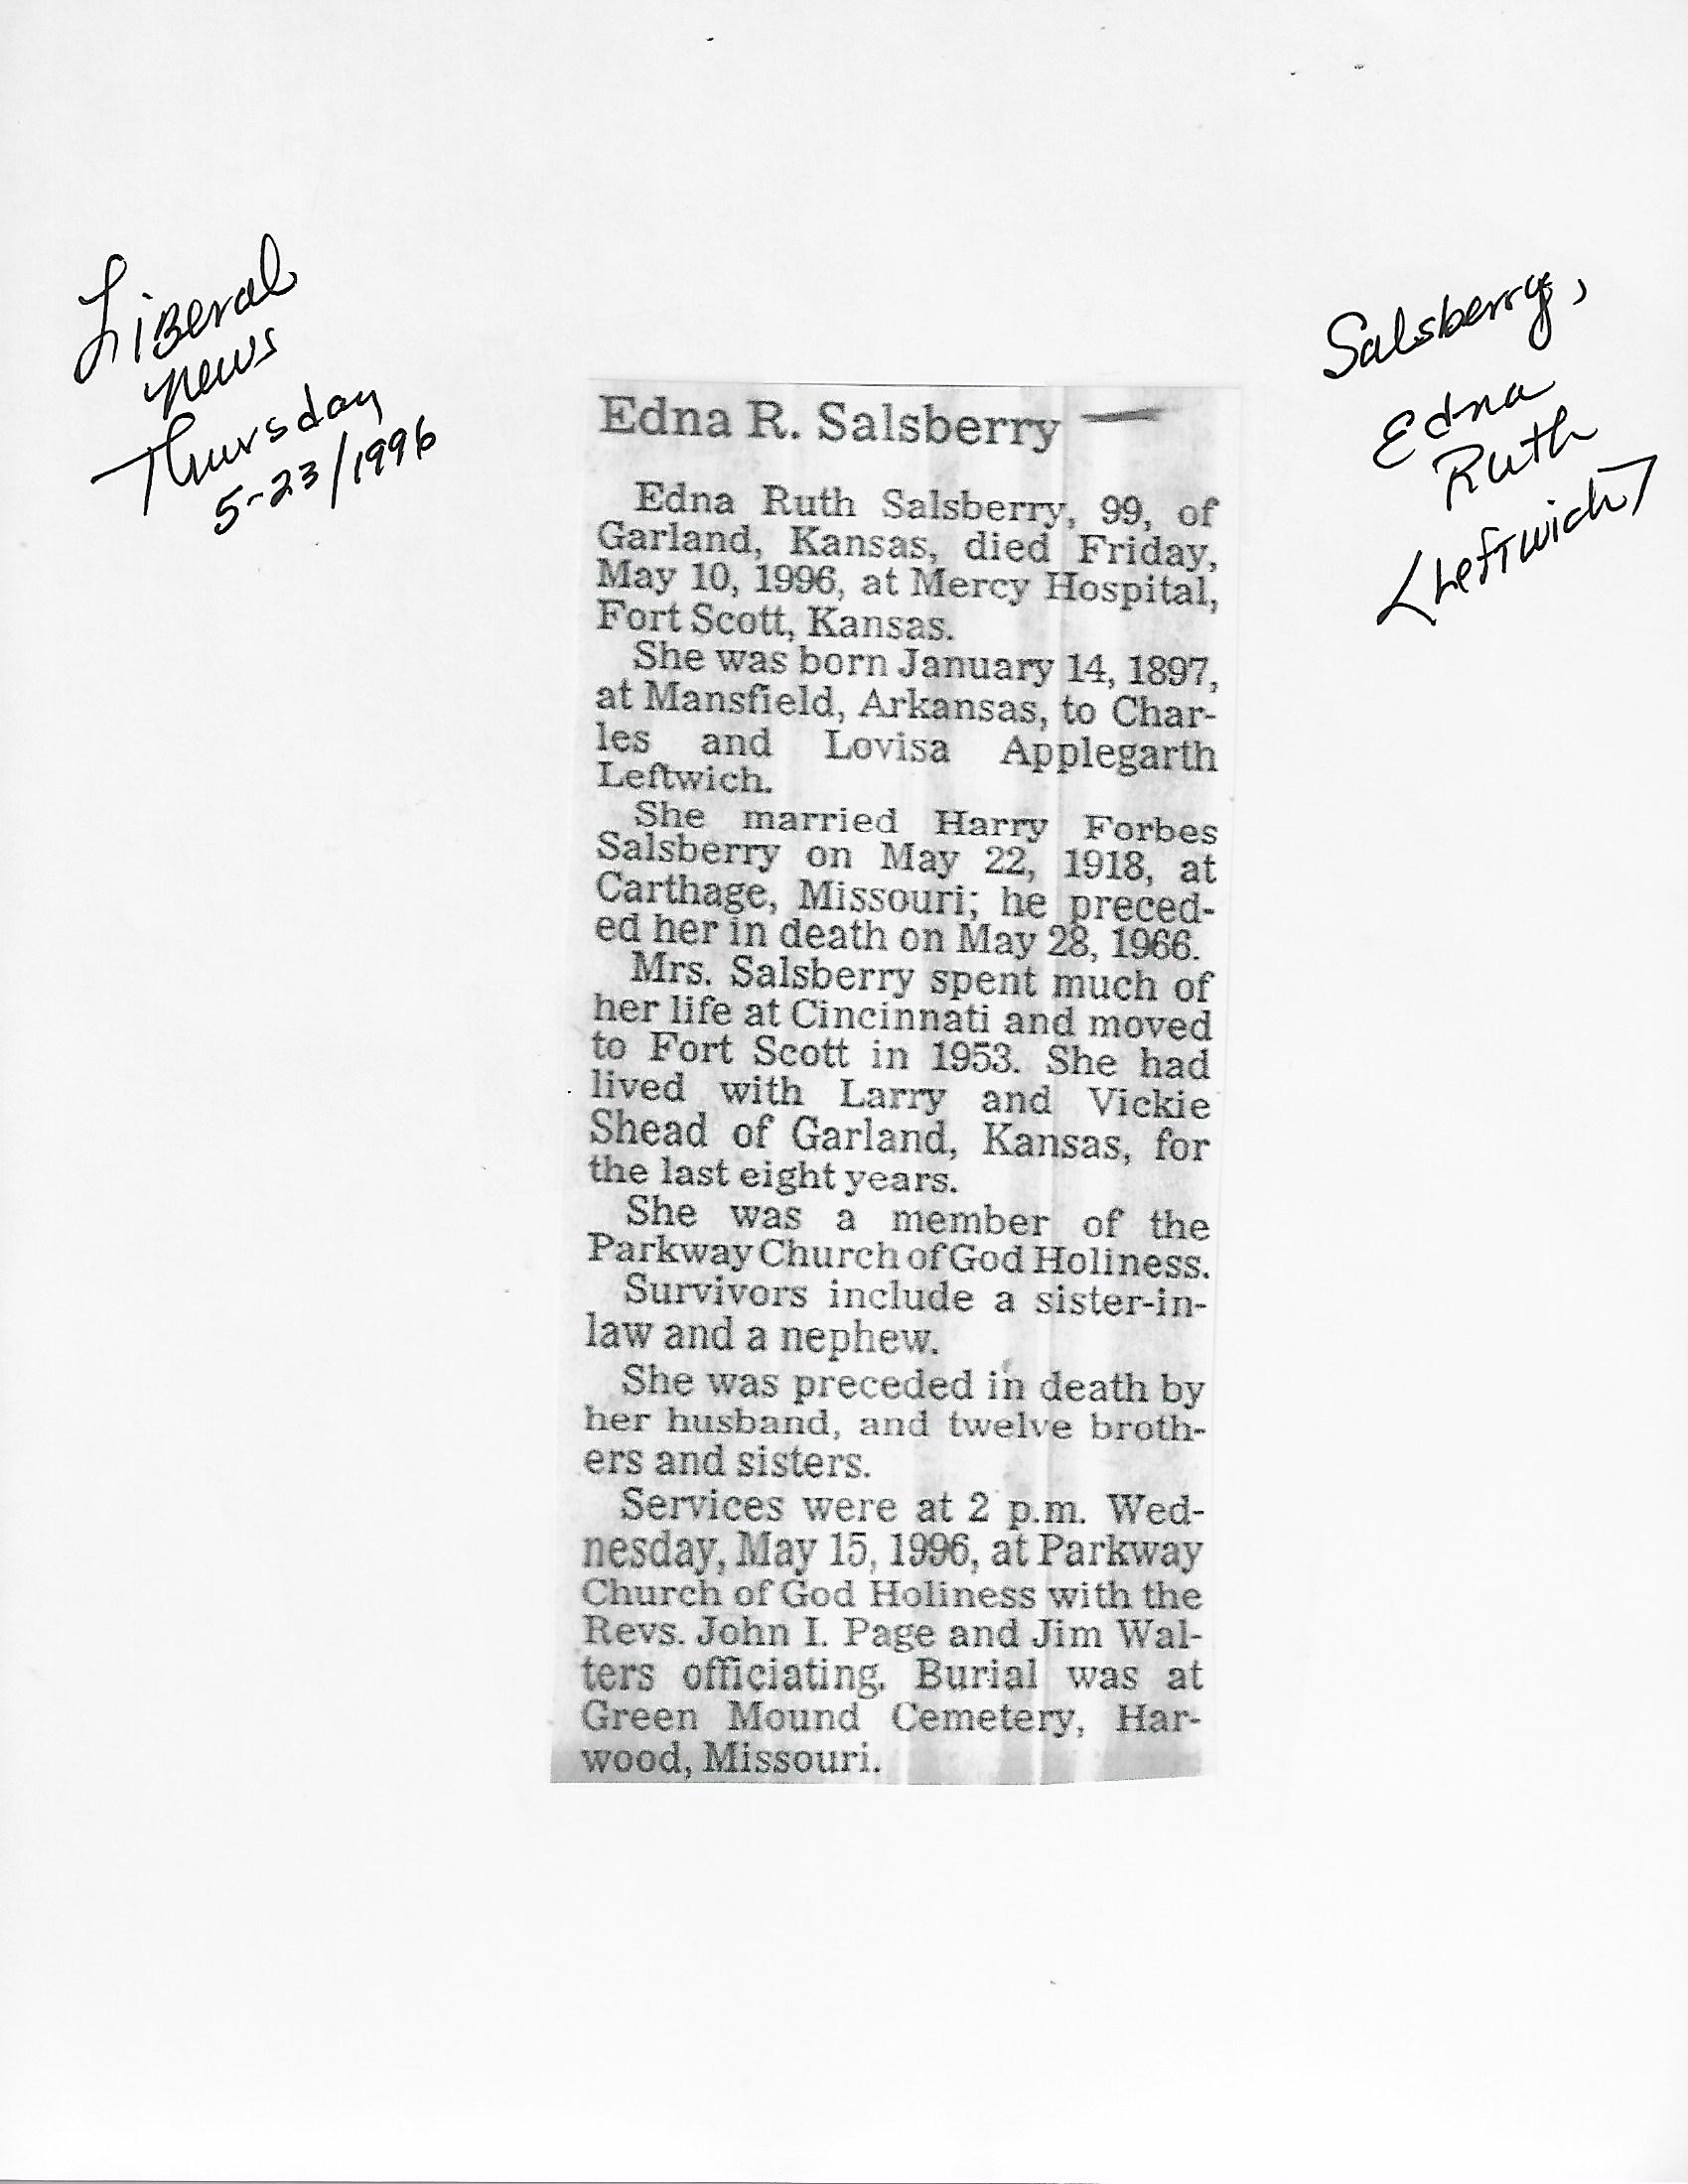 Liberal
News
Thursday
5-23/1996
Salsberry,
Edna
Ruth
<Leftwich>
Edna R. Salsberry
Edna Ruth Salsberry, 99, of
Garland, Kansas, died Friday,
May 10, 1996, at Mercy Hospital,
Fort Scott, Kansas.
She was born January 14, 1897,
at Mansfield, Arkansas, to Char-
les and Lovisa Applegarth
Leftwich.
She married Harry Forbes
Salsberry on May 22, 1918, at
Carthage, Missouri; he preced-
ed her in death on May 28, 1966.
Mrs. Salsberry spent much of
her life at Cincinnati and moved
to Fort Scott in 1953. She had
lived with Larry and Vickie
Shead of Garland, Kansas, for
the last eight years.
She was a member of the
Parkway Church of God Holiness.
Survivors include a sister-in-
law and a nephew.
She was preceded in death by
her husband, and twelve broth-
ers and sisters.
Services were at 2 p.m. Wed-
nesday, May 15, 1996, at Parkway
Church of God Holiness with the
Revs. John I. Page and Jim Wal-
ters officiating. Burial was at
Green Mound Cemetery, Har-
wood, Missouri.